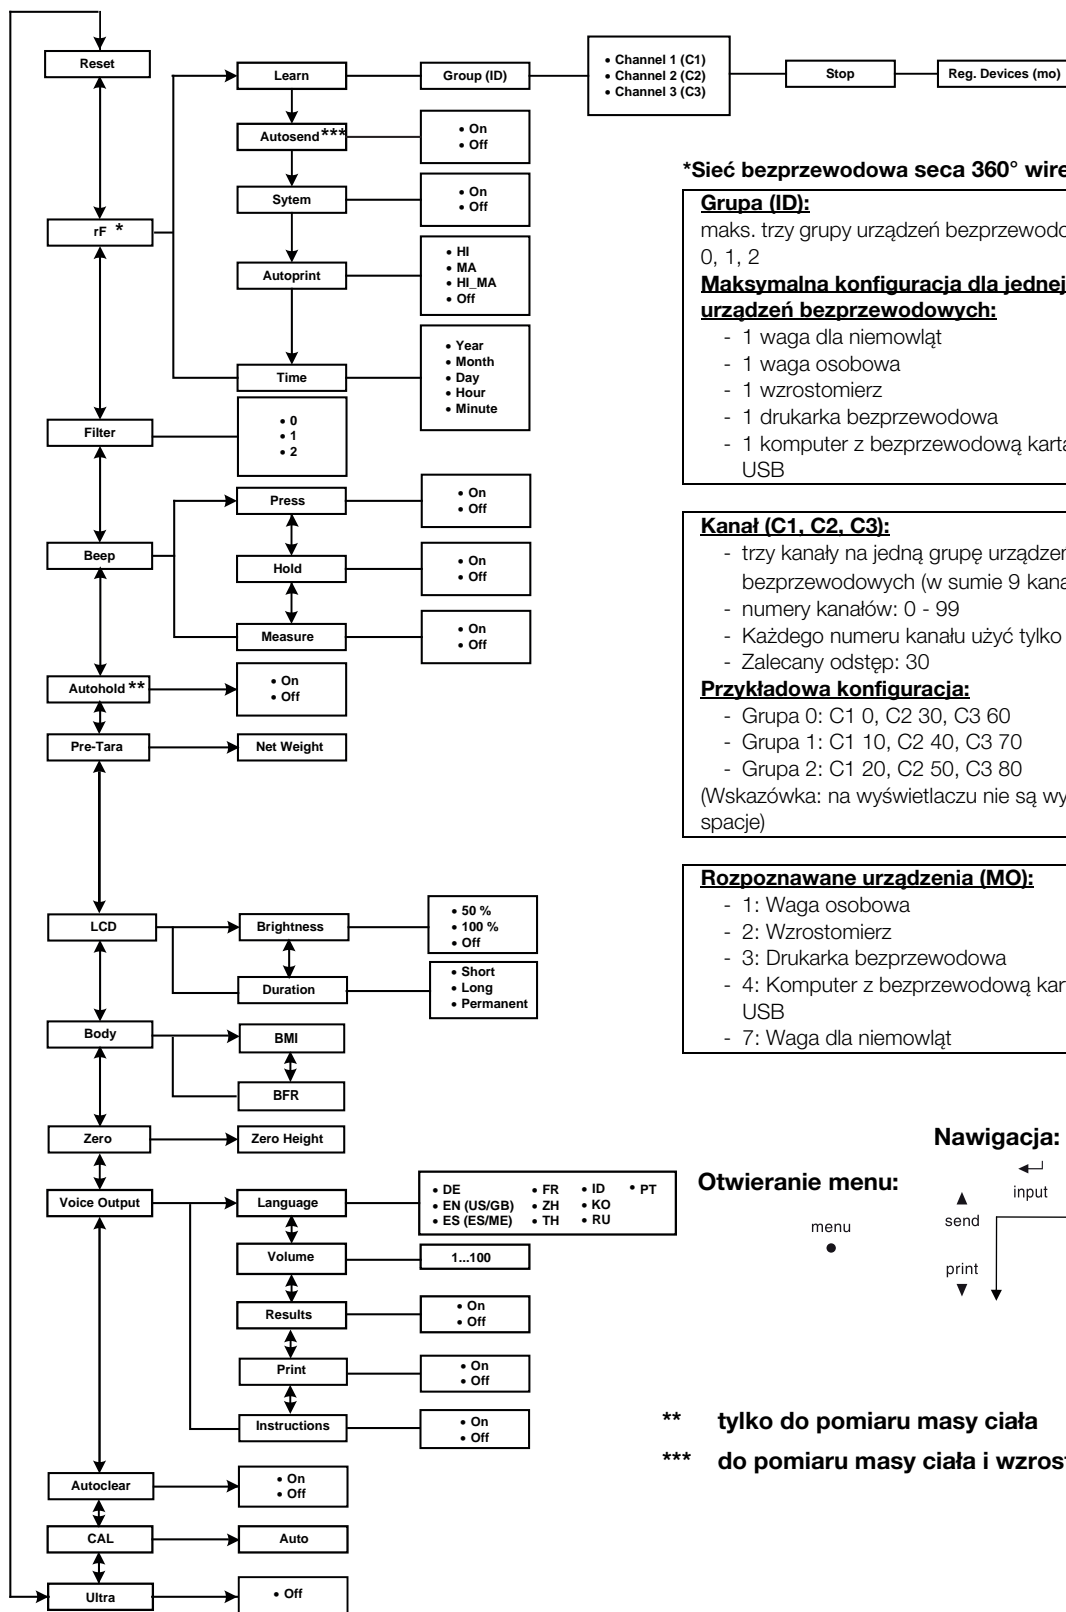 Reset
Learn
Group (ID)
• Channel 1 (C1)
• Channel 2 (C2)
• Channel 3 (C3)
Stop
Reg. Devices (mo)
Autosend ***
• On
• Off
Sytem
• On
• Off
rF *
Autoprint
• HI
• MA
• HI_MA
• Off
Time
• Year
• Month
• Day
• Hour
• Minute
Filter
• 0
• 1
• 2
Beep
Press
• On
• Off
Hold
• On
• Off
Measure
• On
• Off
Autohold **
• On
• Off
Pre-Tara
Net Weight
LCD
Brightness
• 50 %
• 100 %
• Off
Duration
• Short
• Long
• Permanent
Body
BMI
BFR
Zero
Zero Height
Voice Output
Language
• DE • FR • ID • PT
• EN (US/GB) • ZH • KO
• ES (ES/ME) • TH • RU
Volume
1...100
Results
• On
• Off
Print
• On
• Off
Instructions
• On
• Off
Autoclear
• On
• Off
CAL
Auto
Ultra
• Off
*Sieć bezprzewodowa seca 360° wire
Grupa (ID):
maks. trzy grupy urządzeń bezprzewodo
0, 1, 2
Maksymalna konfiguracja dla jednej
urządzeń bezprzewodowych:
- 1 waga dla niemowląt
- 1 waga osobowa
- 1 wzrostomierz
- 1 drukarka bezprzewodowa
- 1 komputer z bezprzewodową karta
USB
Kanał (C1, C2, C3):
- trzy kanały na jedną grupę urządzeń
bezprzewodowych (w sumie 9 kana
- numery kanałów: 0 - 99
- Każdego numeru kanału użyć tylko
- Zalecany odstęp: 30
Przykładowa konfiguracja:
- Grupa 0: C1 0, C2 30, C3 60
- Grupa 1: C1 10, C2 40, C3 70
- Grupa 2: C1 20, C2 50, C3 80
(Wskazówka: na wyświetlaczu nie są wy
spacje)
Rozpoznawane urządzenia (MO):
- 1: Waga osobowa
- 2: Wzrostomierz
- 3: Drukarka bezprzewodowa
- 4: Komputer z bezprzewodową kar
USB
- 7: Waga dla niemowląt
Nawigacja:
Otwieranie menu:
menu
input
send
print
** tylko do pomiaru masy ciała
*** do pomiaru masy ciała i wzrost